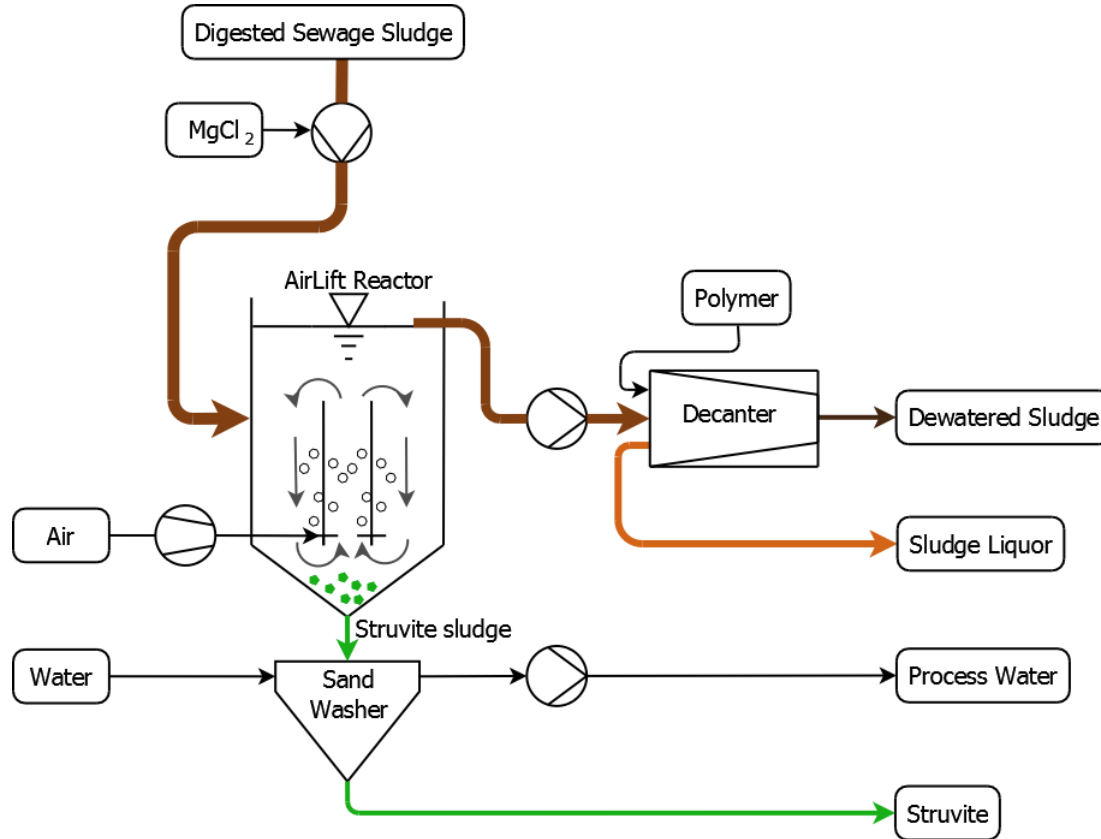 Digested Sewage Sludge
MgCl₂
AirLift Reactor
Polymer
Decanter
Dewatered Sludge
Air
Sludge Liquor
Struvite sludge
Water
Sand
Washer
Process Water
Struvite